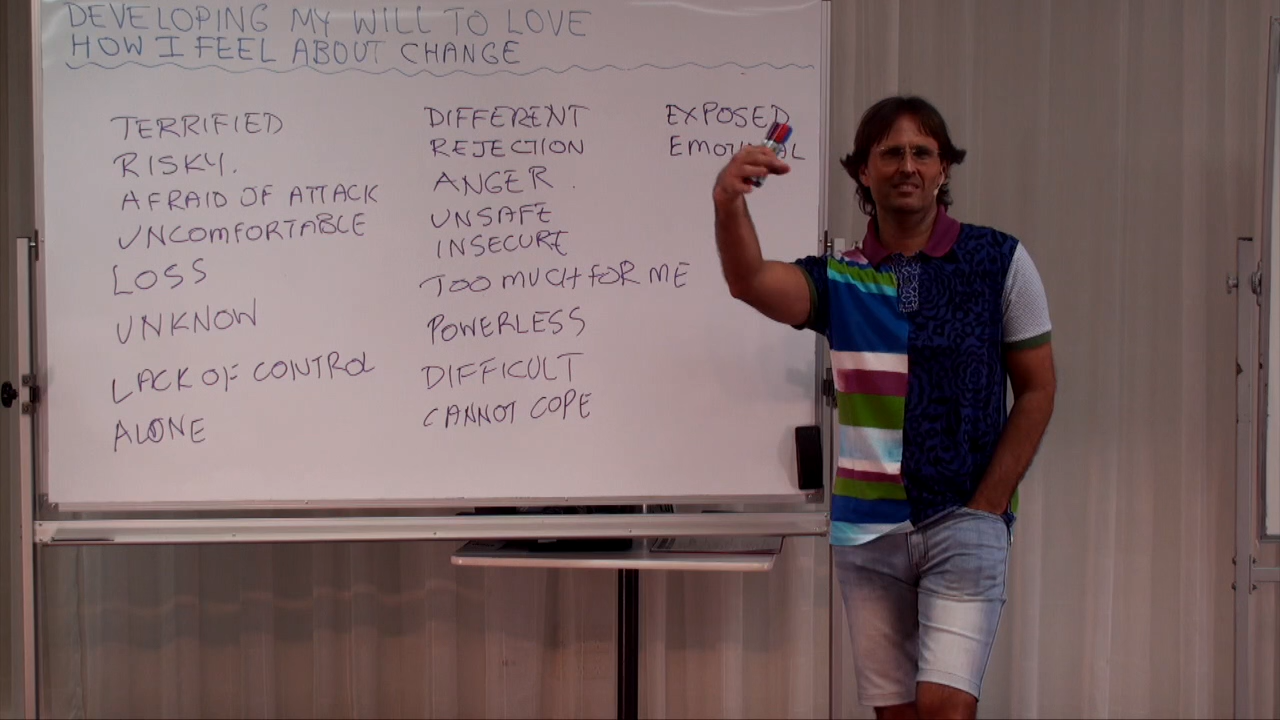 DEVELOPING MY WILL TO LOVE
HOW I FEEL ABOUT CHANGE
TERRIFIED
RISKY.
AFRAID OF ATTACK
UNCOMFORTABLE
LOSS
UNKNOW
LACK OF CONTROL
ALONE
DIFFERENT
REJECTION
ANGER.
UNSAFE
INSECURE
TOO MUCH FOR ME
POWERLESS
DIFFICULT
CANNOT COPE
EXPOSED